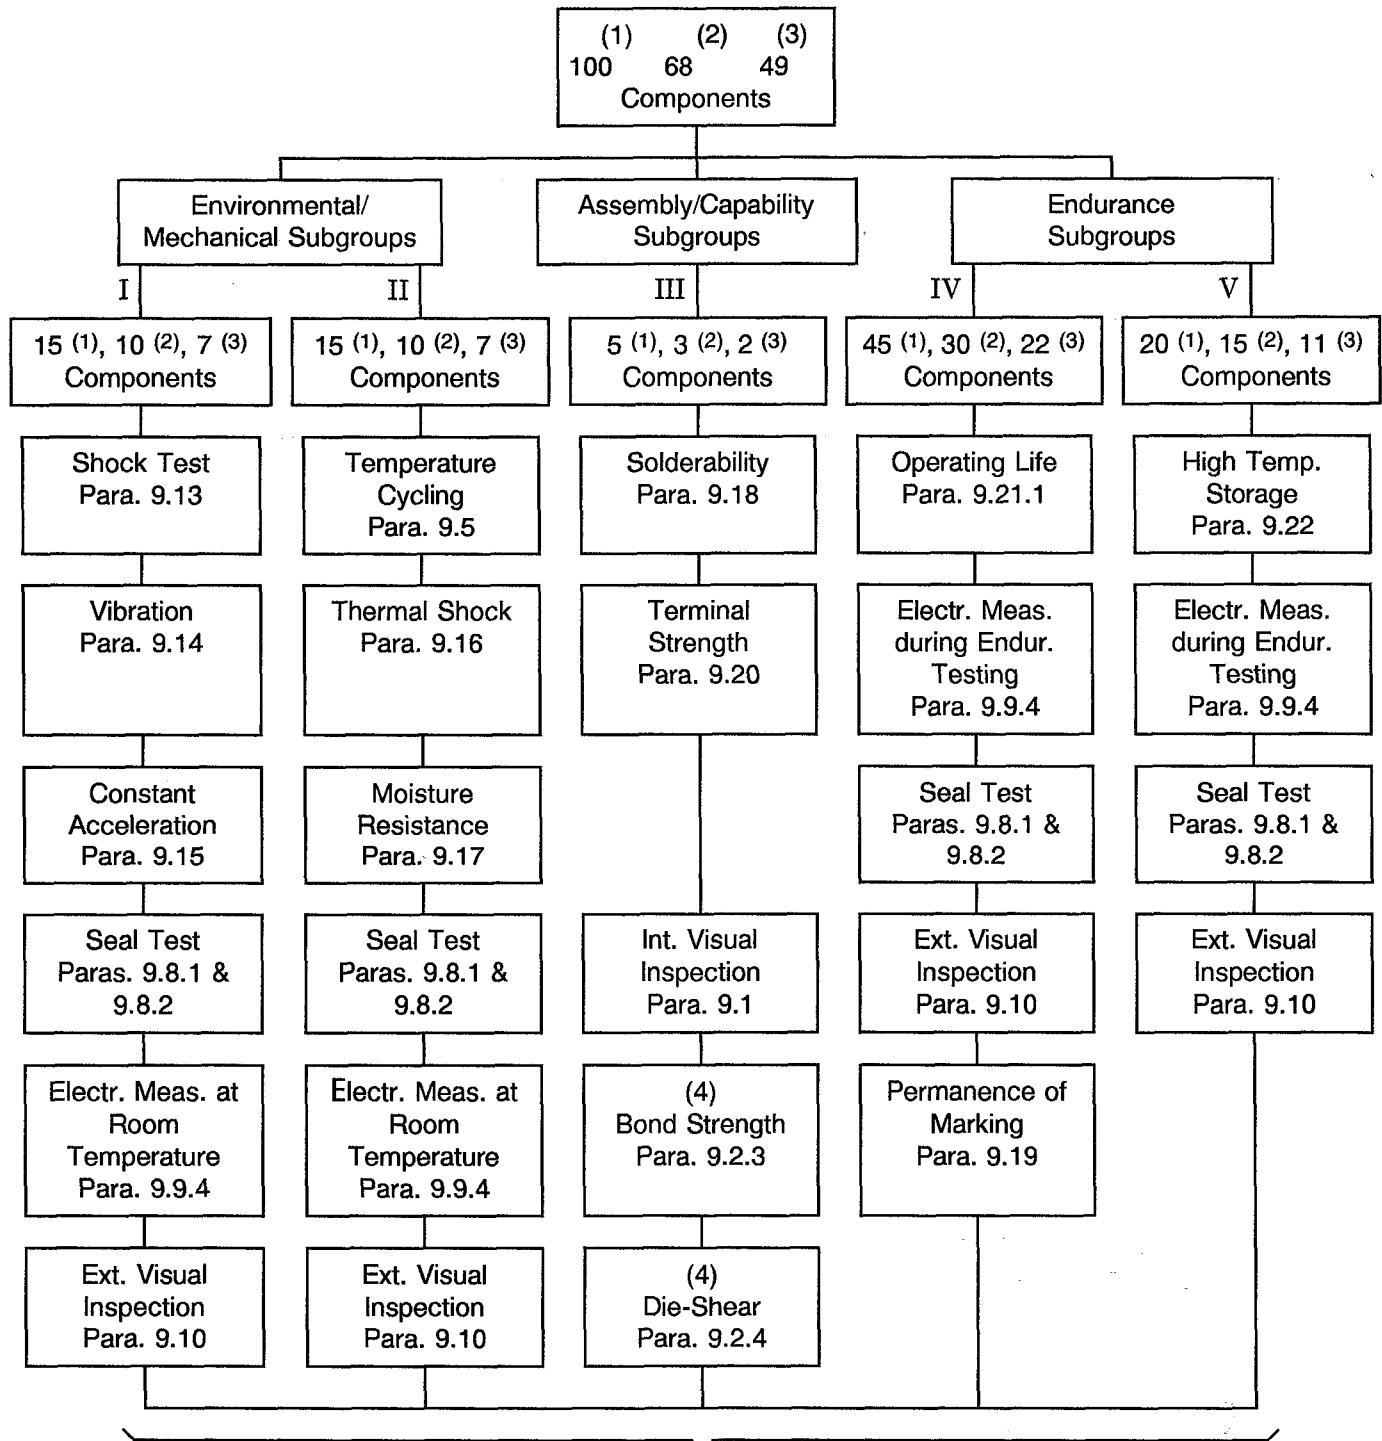 (1) (2) (3)
100 68 49
Components
Environmental/
Mechanical Subgroups
Assembly/Capability
Subgroups
Endurance
Subgroups
I
II
III
IV
V
15 (1), 10 (2), 7 (3)
Components
15 (1), 10 (2), 7 (3)
Components
5 (1), 3 (2), 2 (3)
Components
45 (1), 30 (2), 22 (3)
Components
20 (1), 15 (2), 11 (3)
Components
Shock Test
Para. 9.13
Temperature
Cycling
Para. 9.5
Solderability
Para. 9.18
Operating Life
Para. 9.21.1
High Temp.
Storage
Para. 9.22
Vibration
Para. 9.14
Thermal Shock
Para. 9.16
Terminal
Strength
Para. 9.20
Electr. Meas.
during Endur.
Testing
Para. 9.9.4
Electr. Meas.
during Endur.
Testing
Para. 9.9.4
Constant
Acceleration
Para. 9.15
Moisture
Resistance
Para. 9.17
Seal Test
Paras. 9.8.1 &
9.8.2
Seal Test
Paras. 9.8.1 &
9.8.2
Seal Test
Paras. 9.8.1 &
9.8.2
Seal Test
Paras. 9.8.1 &
9.8.2
Int. Visual
Inspection
Para. 9.1
Ext. Visual
Inspection
Para. 9.10
Ext. Visual
Inspection
Para. 9.10
Electr. Meas. at
Room
Temperature
Para. 9.9.4
Electr. Meas. at
Room
Temperature
Para. 9.9.4
(4)
Bond Strength
Para. 9.2.3
Permanence of
Marking
Para. 9.19
Ext. Visual
Inspection
Para. 9.10
Ext. Visual
Inspection
Para. 9.10
(4)
Die-Shear
Para. 9.2.4